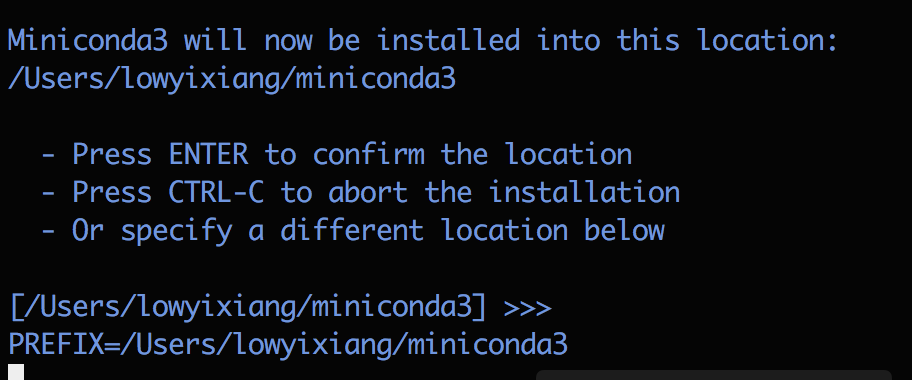 Miniconda3 will now be installed into this location:
/Users/lowyixiang/miniconda3
- Press ENTER to confirm the location
- Press CTRL-C to abort the installation
- Or specify a different location below
[/Users/lowyixiang/miniconda3] >>>
PREFIX=/Users/lowyixiang/miniconda3